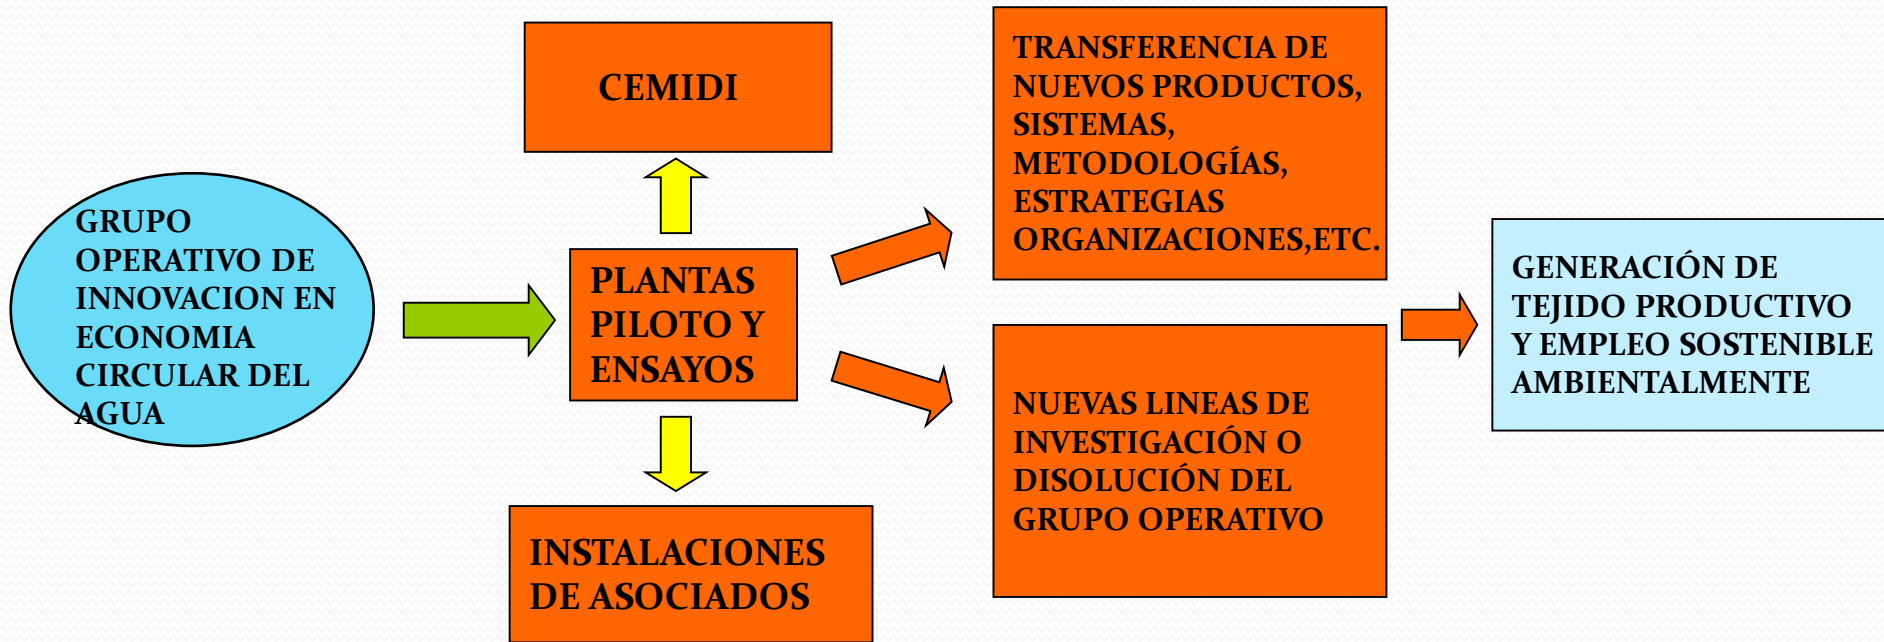 GRUPO
OPERATIVO DE
INNOVACION EN
ECONOMIA
CIRCULAR DEL
AGUA
CEMIDI
PLANTAS
PILOTO Y
ENSAYOS
INSTALACIONES
DE ASOCIADOS
TRANSFERENCIA DE
NUEVOS PRODUCTOS,
SISTEMAS,
METODOLOGÍAS,
ESTRATEGIAS
ORGANIZACIONES,ETC.
NUEVAS LINEAS DE
INVESTIGACIÓN O
DISOLUCIÓN DEL
GRUPO OPERATIVO
GENERACIÓN DE
TEJIDO PRODUCTIVO
Y EMPLEO SOSTENIBLE
AMBIENTALMENTE